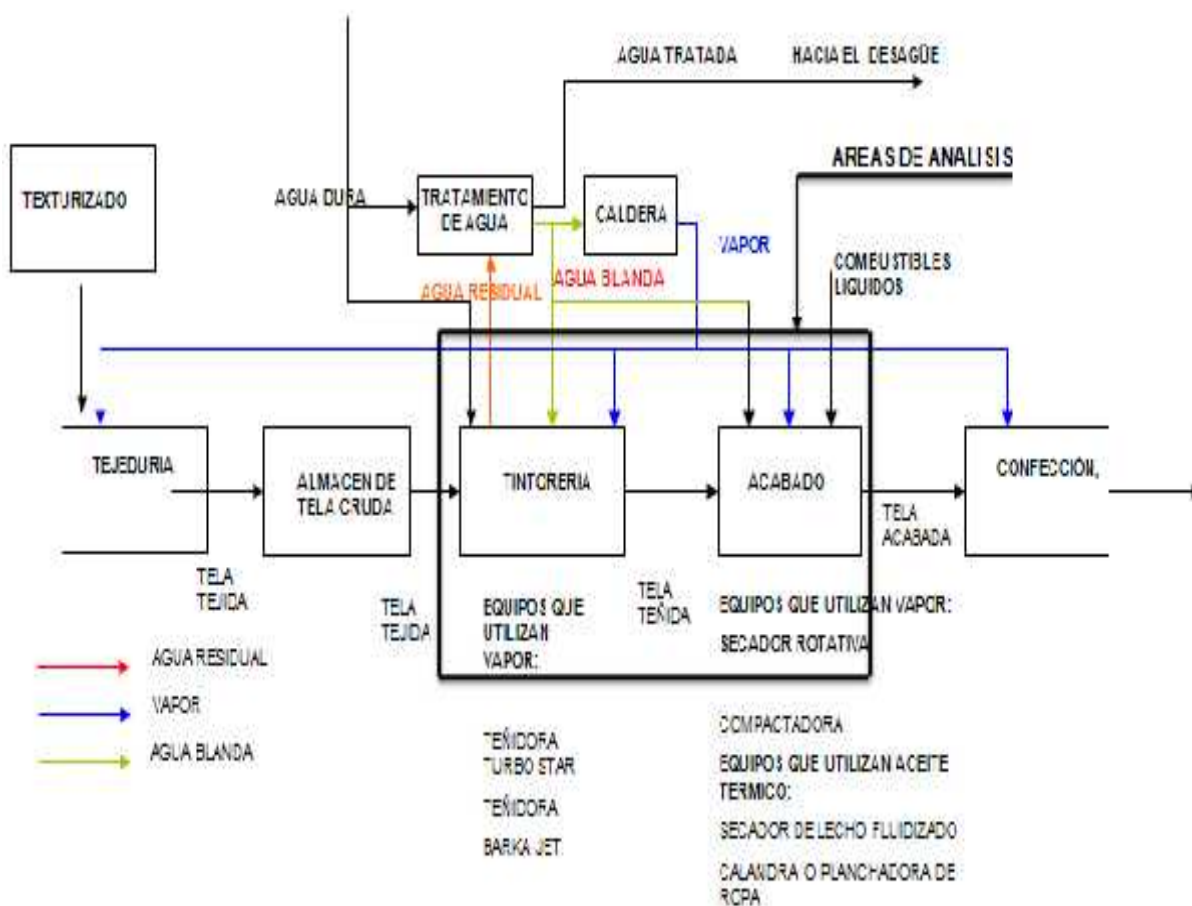 AGUA TRATADA
HACIA EL DESAGÜE
AREAS DE ANALISIS
TEXTURIZADO
AGUA DURA
TRATAMIENTO
DE AGUA
CALDERA
VAPOR
COMBUSTIBLES
LIQUIDOS
AGUA RESIDUAL
AGUA BLANDA
TEJEDURIA
ALMACEN DE
TELA CRUDA
TINTORERIA
ACABADO
CONFECCIÓN,
TELA
TEJIDA
TELA
TEJIDA
TELA
TEÑIDA
TELA
ACABADA
EQUIPOS QUE
UTILIZAN
VAPOR:
TEÑIDORA
TURBO STAR
TEÑIDORA
BARKA JET
EQUIPOS QUE UTILIZAN VAPOR:
SECADOR ROTATIVA
COMPACTADORA
EQUIPOS QUE UTILIZAN ACEITE
TERMICO:
SECADOR DE LECHO FLUIDIZADO
CALANDRA O PLANCHADORA DE
ROPA
AGUA RESIDUAL
VAPOR
AGUA BLANDA